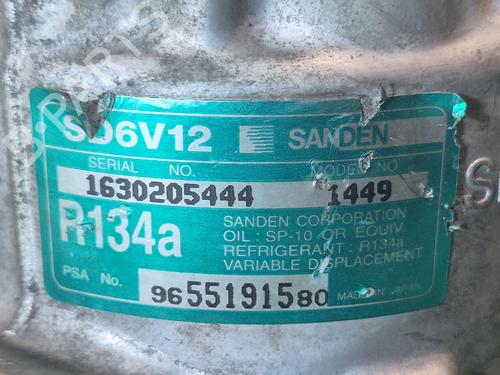 SD6V12 SANDEN
SERIAL NO. MODEL NO.
1630205444 1449
R134a
SANDEN CORPORATION
OIL : SP-10 OR EQUIV.
REFRIGERANT : R134a
VARIABLE DISPLACEMENT
PSA No. 9655191580
MADE IN JAPAN